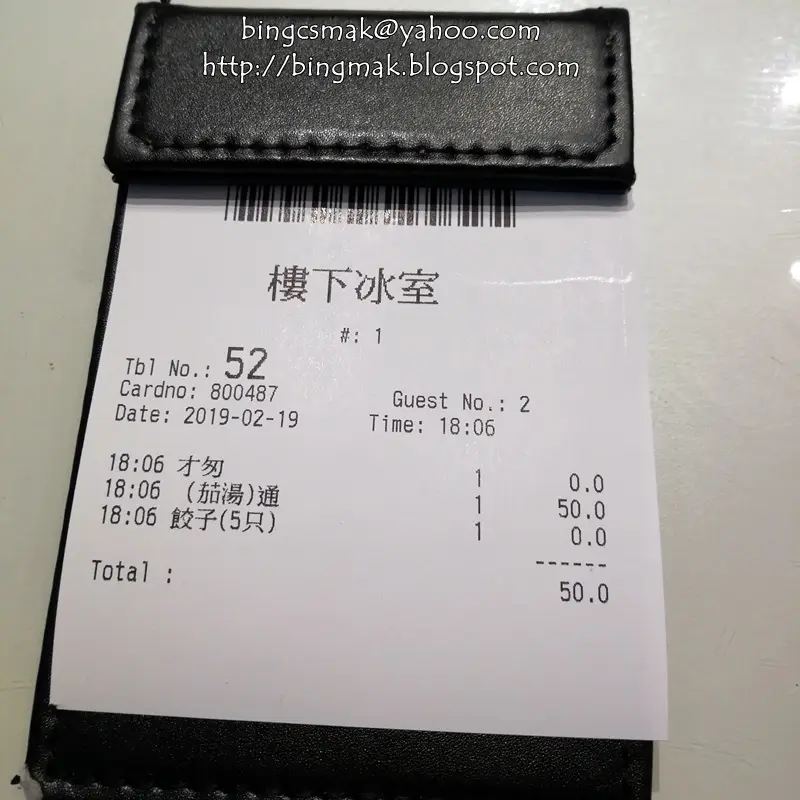 bingcsmak@yahoo.com
http://bingmak.blogspot.com
樓下冰室
#: 1
Tbl No.: 52
Cardno: 800487 Guest No.: 2
Date: 2019-02-19 Time: 18:06
18:06 才匆 1 0.0
18:06 (茄湯)通 1 50.0
18:06 餃子(5只) 1 0.0
------
Total : 50.0